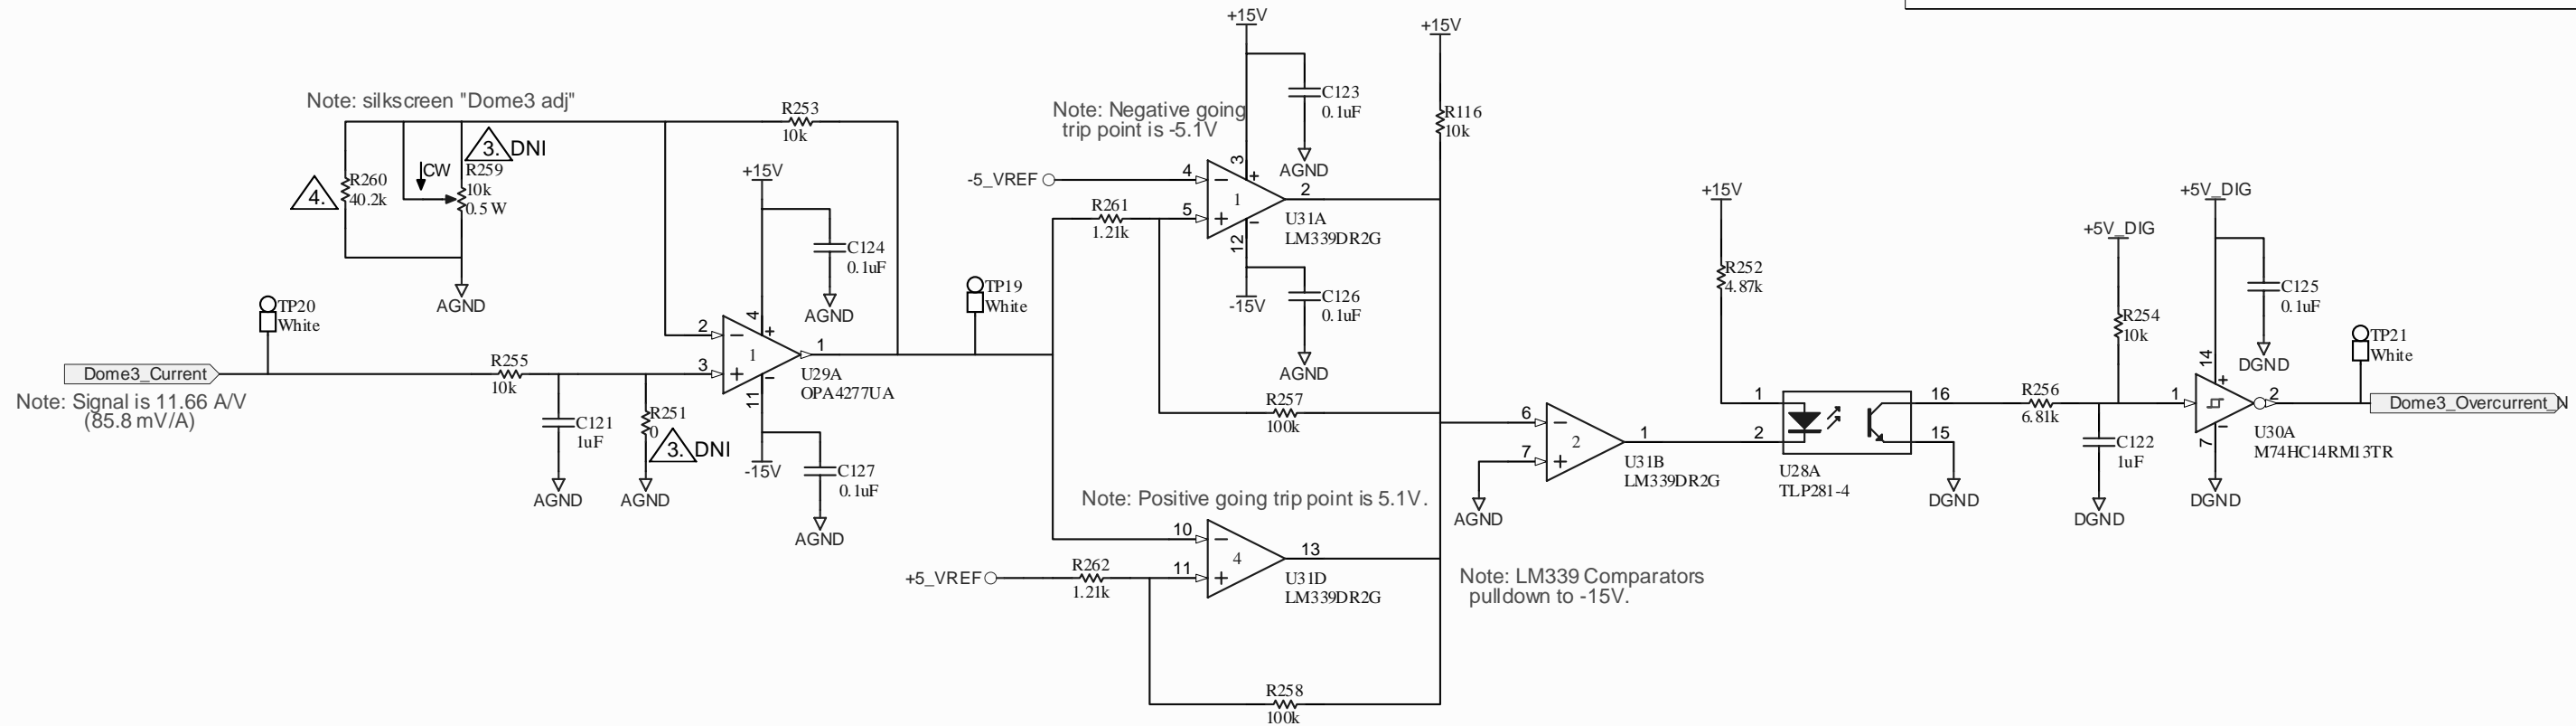 Note: silkscreen "Dome3 adj"
R253
10k
3.
DNI
CW
R259
10k
0.5 W
4.
R260
40.2k
AGND
TP20
White
Dome3_Current
Note: Signal is 11.66 A/V
(85.8 mV/A)
R255
10k
C121
1uF
AGND
R251
0
3.
DNI
AGND
+15V
C124
0.1uF
AGND
2
3
4
+
−
+
1
−
11
1
U29A
OPA4277UA
-15V
C127
0.1uF
AGND
TP19
White
+15V
C123
0.1uF
AGND
Note: Negative going
trip point is -5.1V
-5_VREF
R261
1.21k
4
5
3
+
−
+
1
−
12
2
U31A
LM339DR2G
-15V
C126
0.1uF
AGND
+15V
R116
10k
R257
100k
Note: Positive going trip point is 5.1V.
+5_VREF
R262
1.21k
10
11
−
+
4
13
U31D
LM339DR2G
R258
100k
Note: LM339 Comparators
pulldown to -15V.
6
7
−
+
2
1
U31B
LM339DR2G
AGND
+15V
R252
4.87k
1
2
16
15
U28A
TLP281-4
DGND
R256
6.81k
+5V_DIG
R254
10k
C122
1uF
DGND
+5V_DIG
C125
0.1uF
DGND
1
14
+
−
7
2
U30A
M74HC14RM13TR
DGND
TP21
White
Dome3_Overcurrent_N